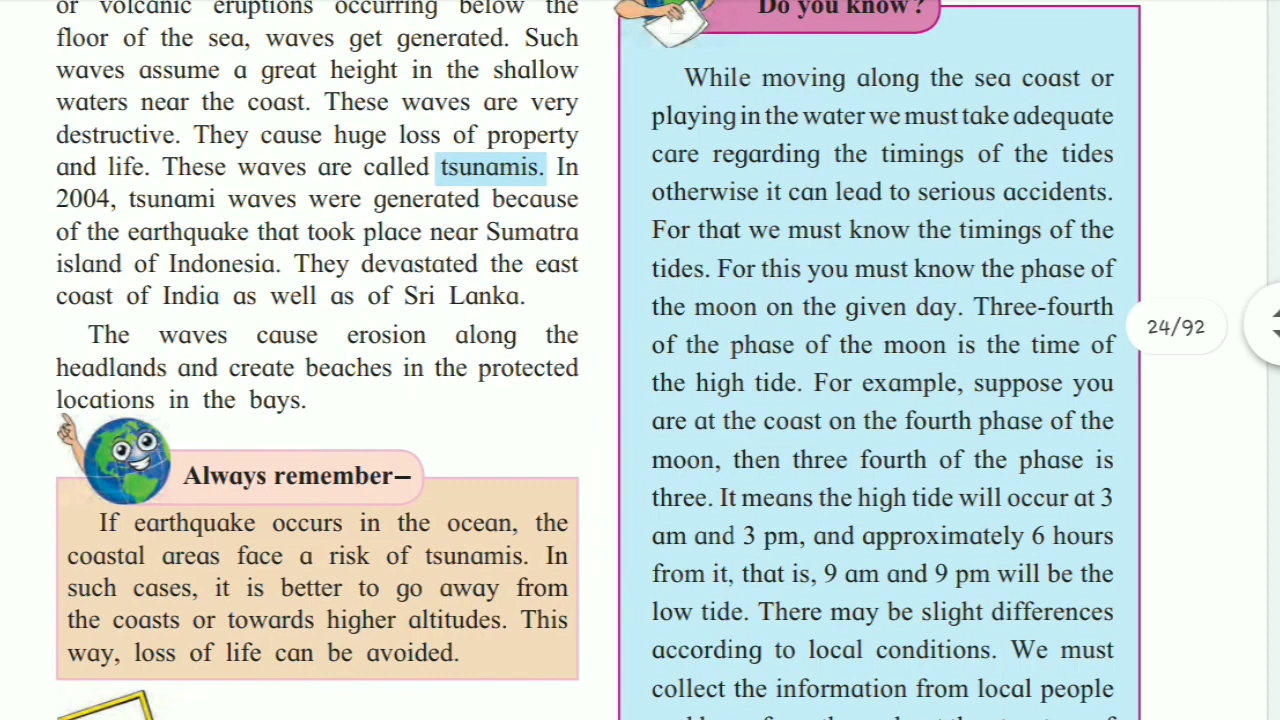 or volcanic eruptions occurring below the
floor of the sea, waves get generated. Such
waves assume a great height in the shallow
waters near the coast. These waves are very
destructive. They cause huge loss of property
and life. These waves are called tsunamis. In
2004, tsunami waves were generated because
of the earthquake that took place near Sumatra
island of Indonesia. They devastated the east
coast of India as well as of Sri Lanka.
The waves cause erosion along the
headlands and create beaches in the protected
locations in the bays.
Always remember–
If earthquake occurs in the ocean, the
coastal areas face a risk of tsunamis. In
such cases, it is better to go away from
the coasts or towards higher altitudes. This
way, loss of life can be avoided.
Do you know?
While moving along the sea coast or
playing in the water we must take adequate
care regarding the timings of the tides
otherwise it can lead to serious accidents.
For that we must know the timings of the
tides. For this you must know the phase of
the moon on the given day. Three-fourth
of the phase of the moon is the time of
the high tide. For example, suppose you
are at the coast on the fourth phase of the
moon, then three fourth of the phase is
three. It means the high tide will occur at 3
am and 3 pm, and approximately 6 hours
from it, that is, 9 am and 9 pm will be the
low tide. There may be slight differences
according to local conditions. We must
collect the information from local people
24/92